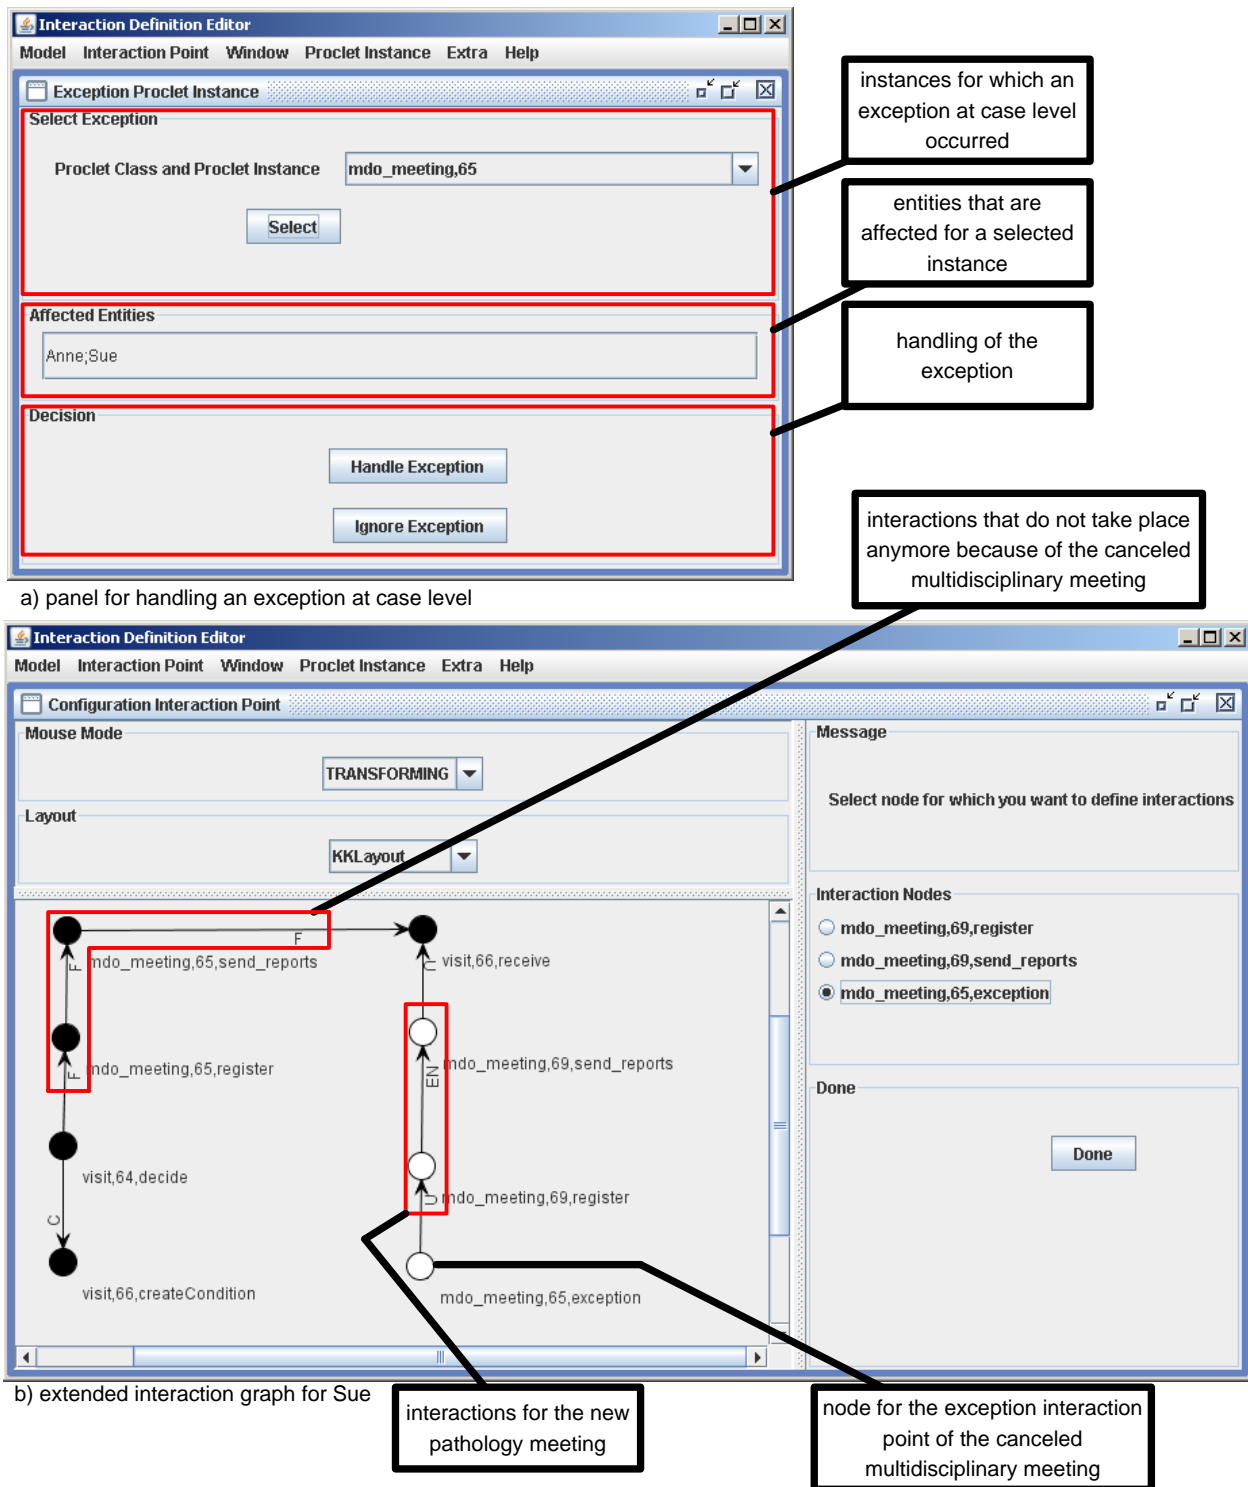 Interaction Definition Editor
Model Interaction Point Window Proclet Instance Extra Help
Exception Proclet Instance
Select Exception
Proclet Class and Proclet Instance mdo_meeting,65
Select
Affected Entities
Anne;Sue
Decision
Handle Exception
Ignore Exception
instances for which an
exception at case level
occurred
entities that are
affected for a selected
instance
handling of the
exception
a) panel for handling an exception at case level
interactions that do not take place
anymore because of the canceled
multidisciplinary meeting
Interaction Definition Editor
Model Interaction Point Window Proclet Instance Extra Help
Configuration Interaction Point
Mouse Mode
TRANSFORMING
Layout
KKLayout
F
mdo_meeting,65,send_reports
F
mdo_meeting,65,register
F
visit,64,decide
C
visit,66,createCondition
visit,66,receive
U
mdo_meeting,69,send_reports
EN
mdo_meeting,69,register
U
mdo_meeting,65,exception
Message
Select node for which you want to define interactions
Interaction Nodes
mdo_meeting,69,register
mdo_meeting,69,send_reports
mdo_meeting,65,exception
Done
Done
b) extended interaction graph for Sue
interactions for the new
pathology meeting
node for the exception interaction
point of the canceled
multidisciplinary meeting